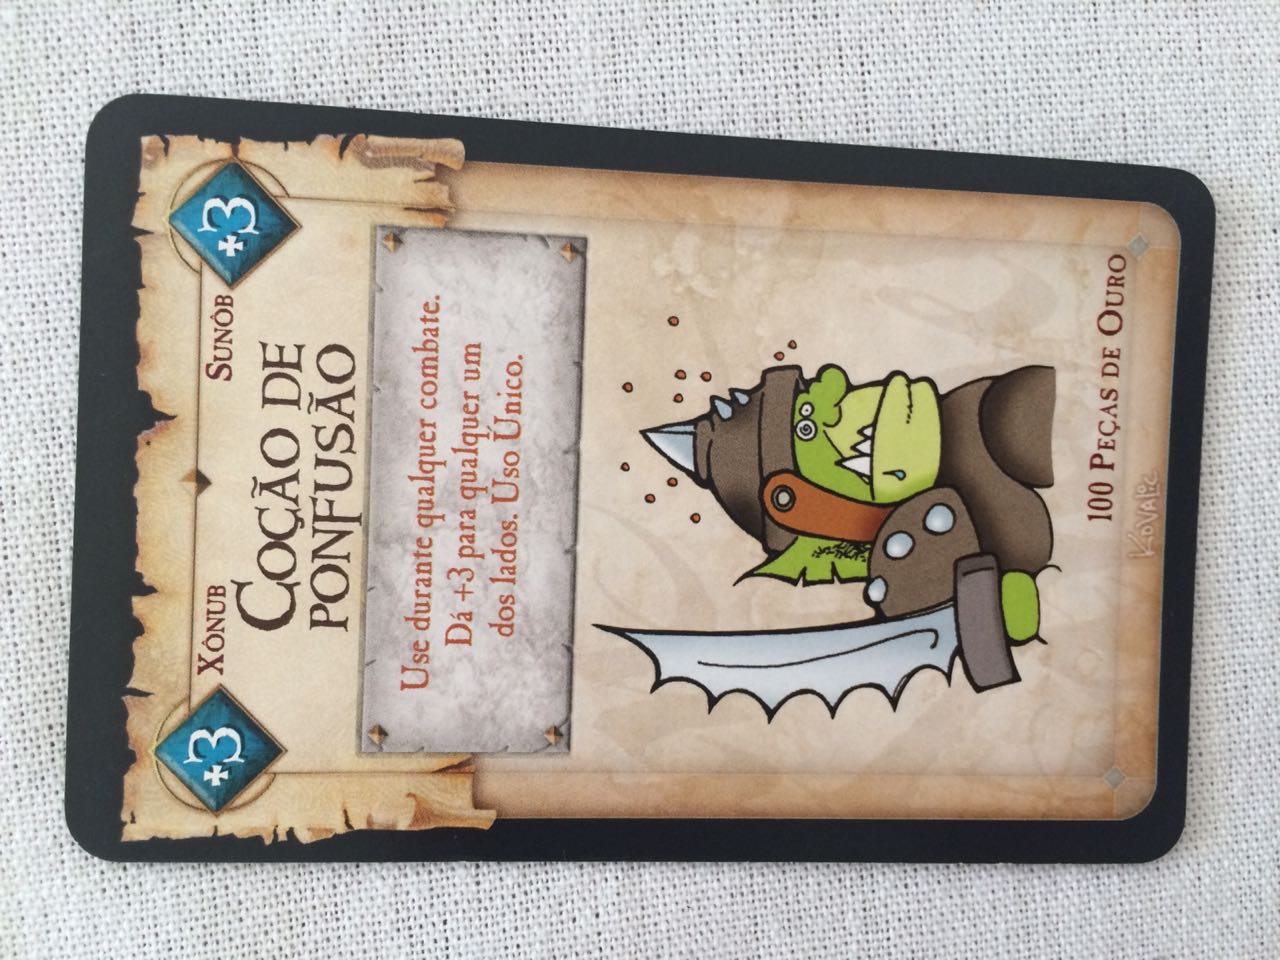 +3 Xônub Sunôb +3
Coção de
ponfusão
Use durante qualquer combate.
Dá +3 para qualquer um
dos lados. Uso Único.
100 Peças de Ouro
Kovalic